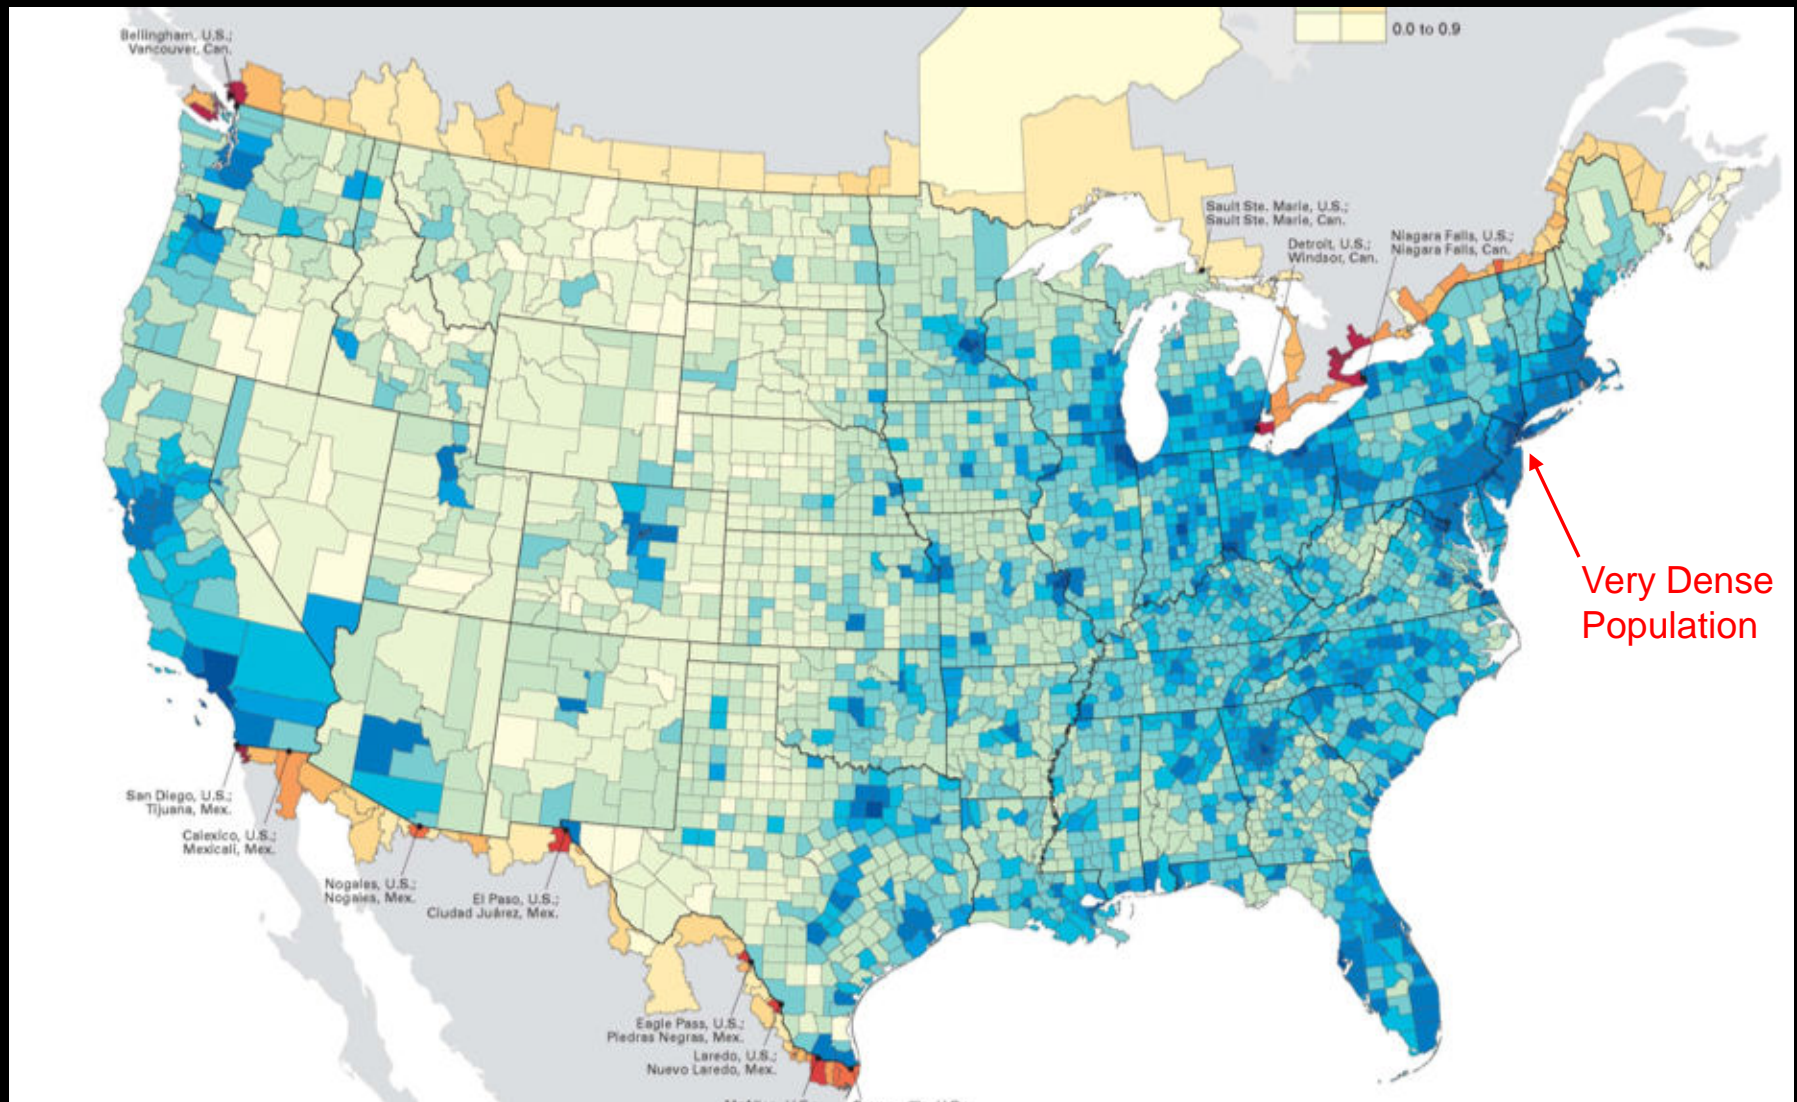 Bellingham, U.S.;
Vancouver, Can.
0.0 to 0.9
Sault Ste. Marie, U.S.;
Sault Ste. Marie, Can.
Detroit, U.S.;
Windsor, Can.
Niagara Falls, U.S.;
Niagara Falls, Can.
Very Dense
Population
San Diego, U.S.;
Tijuana, Mex.
Calexico, U.S.;
Mexicali, Mex.
Nogales, U.S.;
Nogales, Mex.
El Paso, U.S.;
Ciudad Juárez, Mex.
Eagle Pass, U.S.;
Piedras Negras, Mex.
Laredo, U.S.;
Nuevo Laredo, Mex.